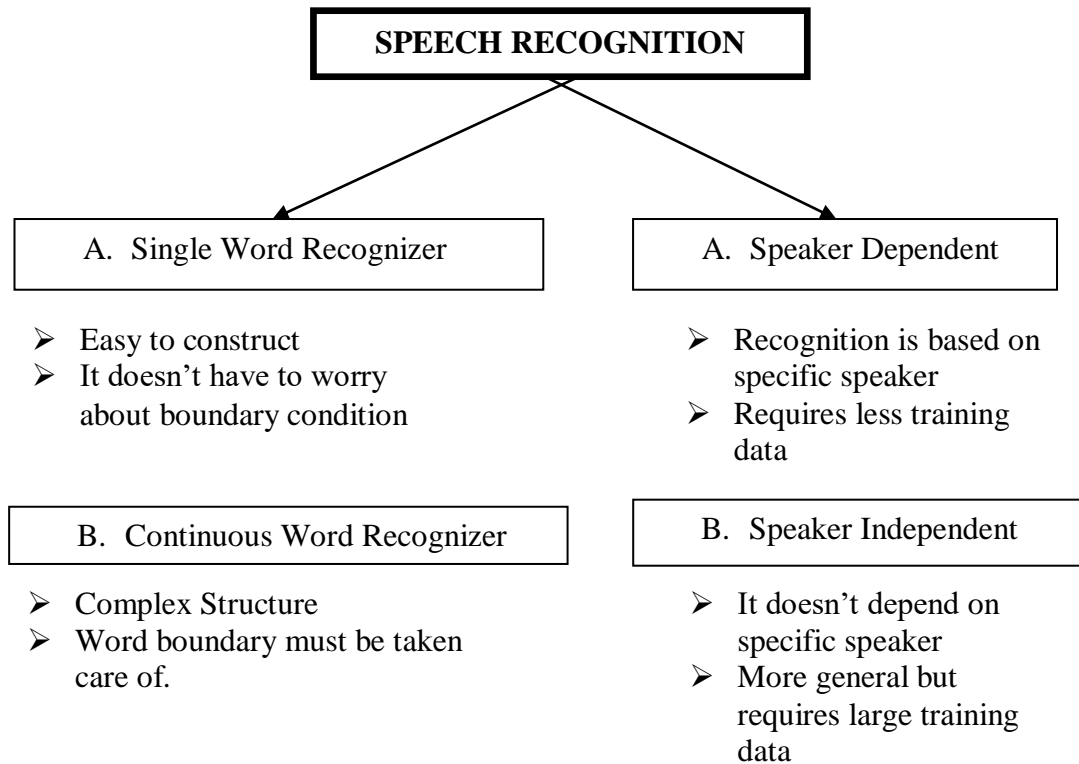 SPEECH RECOGNITION
A. Single Word Recognizer
➢ Easy to construct
➢ It doesn’t have to worry
about boundary condition
B. Continuous Word Recognizer
➢ Complex Structure
➢ Word boundary must be taken
care of.
A. Speaker Dependent
➢ Recognition is based on
specific speaker
➢ Requires less training
data
B. Speaker Independent
➢ It doesn’t depend on
specific speaker
➢ More general but
requires large training
data